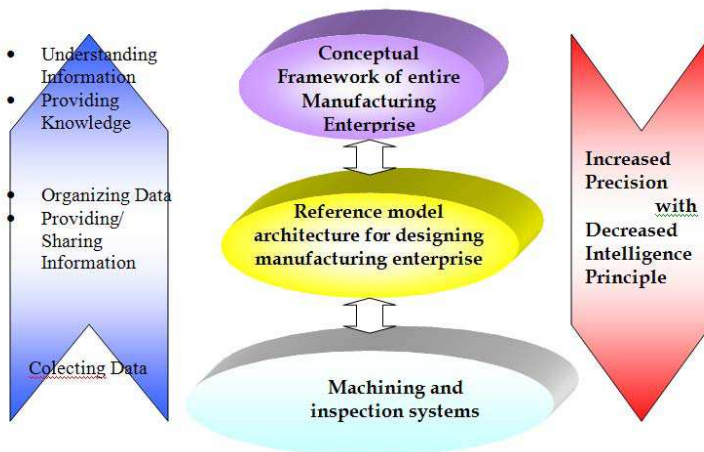 • Understanding
Information
• Providing
Knowledge
• Organizing Data
• Providing/
Sharing
Information
Colecting Data
Conceptual
Framework of entire
Manufacturing
Enterprise
Reference model
architecture for designing
manufacturing enterprise
Machining and
inspection systems
Increased
Precision
with
Decreased
Intelligence
Principle